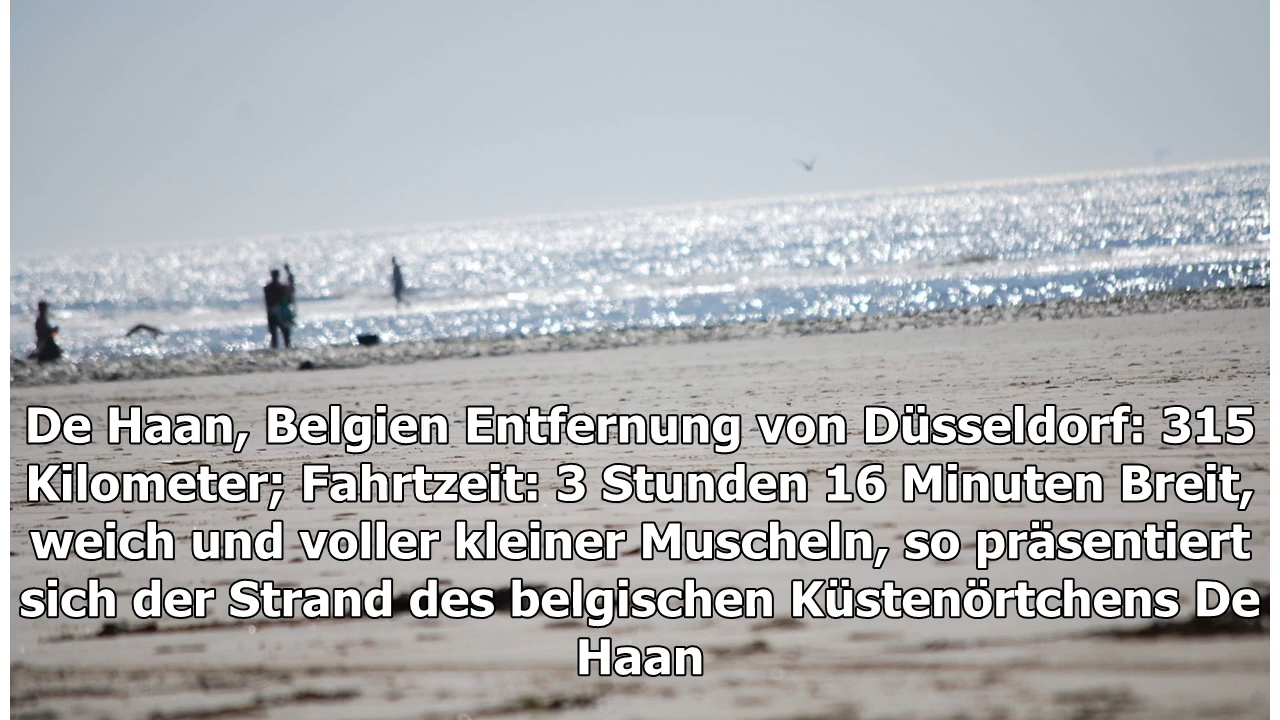 De Haan, Belgien Entfernung von Düsseldorf: 315
Kilometer; Fahrtzeit: 3 Stunden 16 Minuten Breit,
weich und voller kleiner Muscheln, so präsentiert
sich der Strand des belgischen Küstenörtchens De
Haan